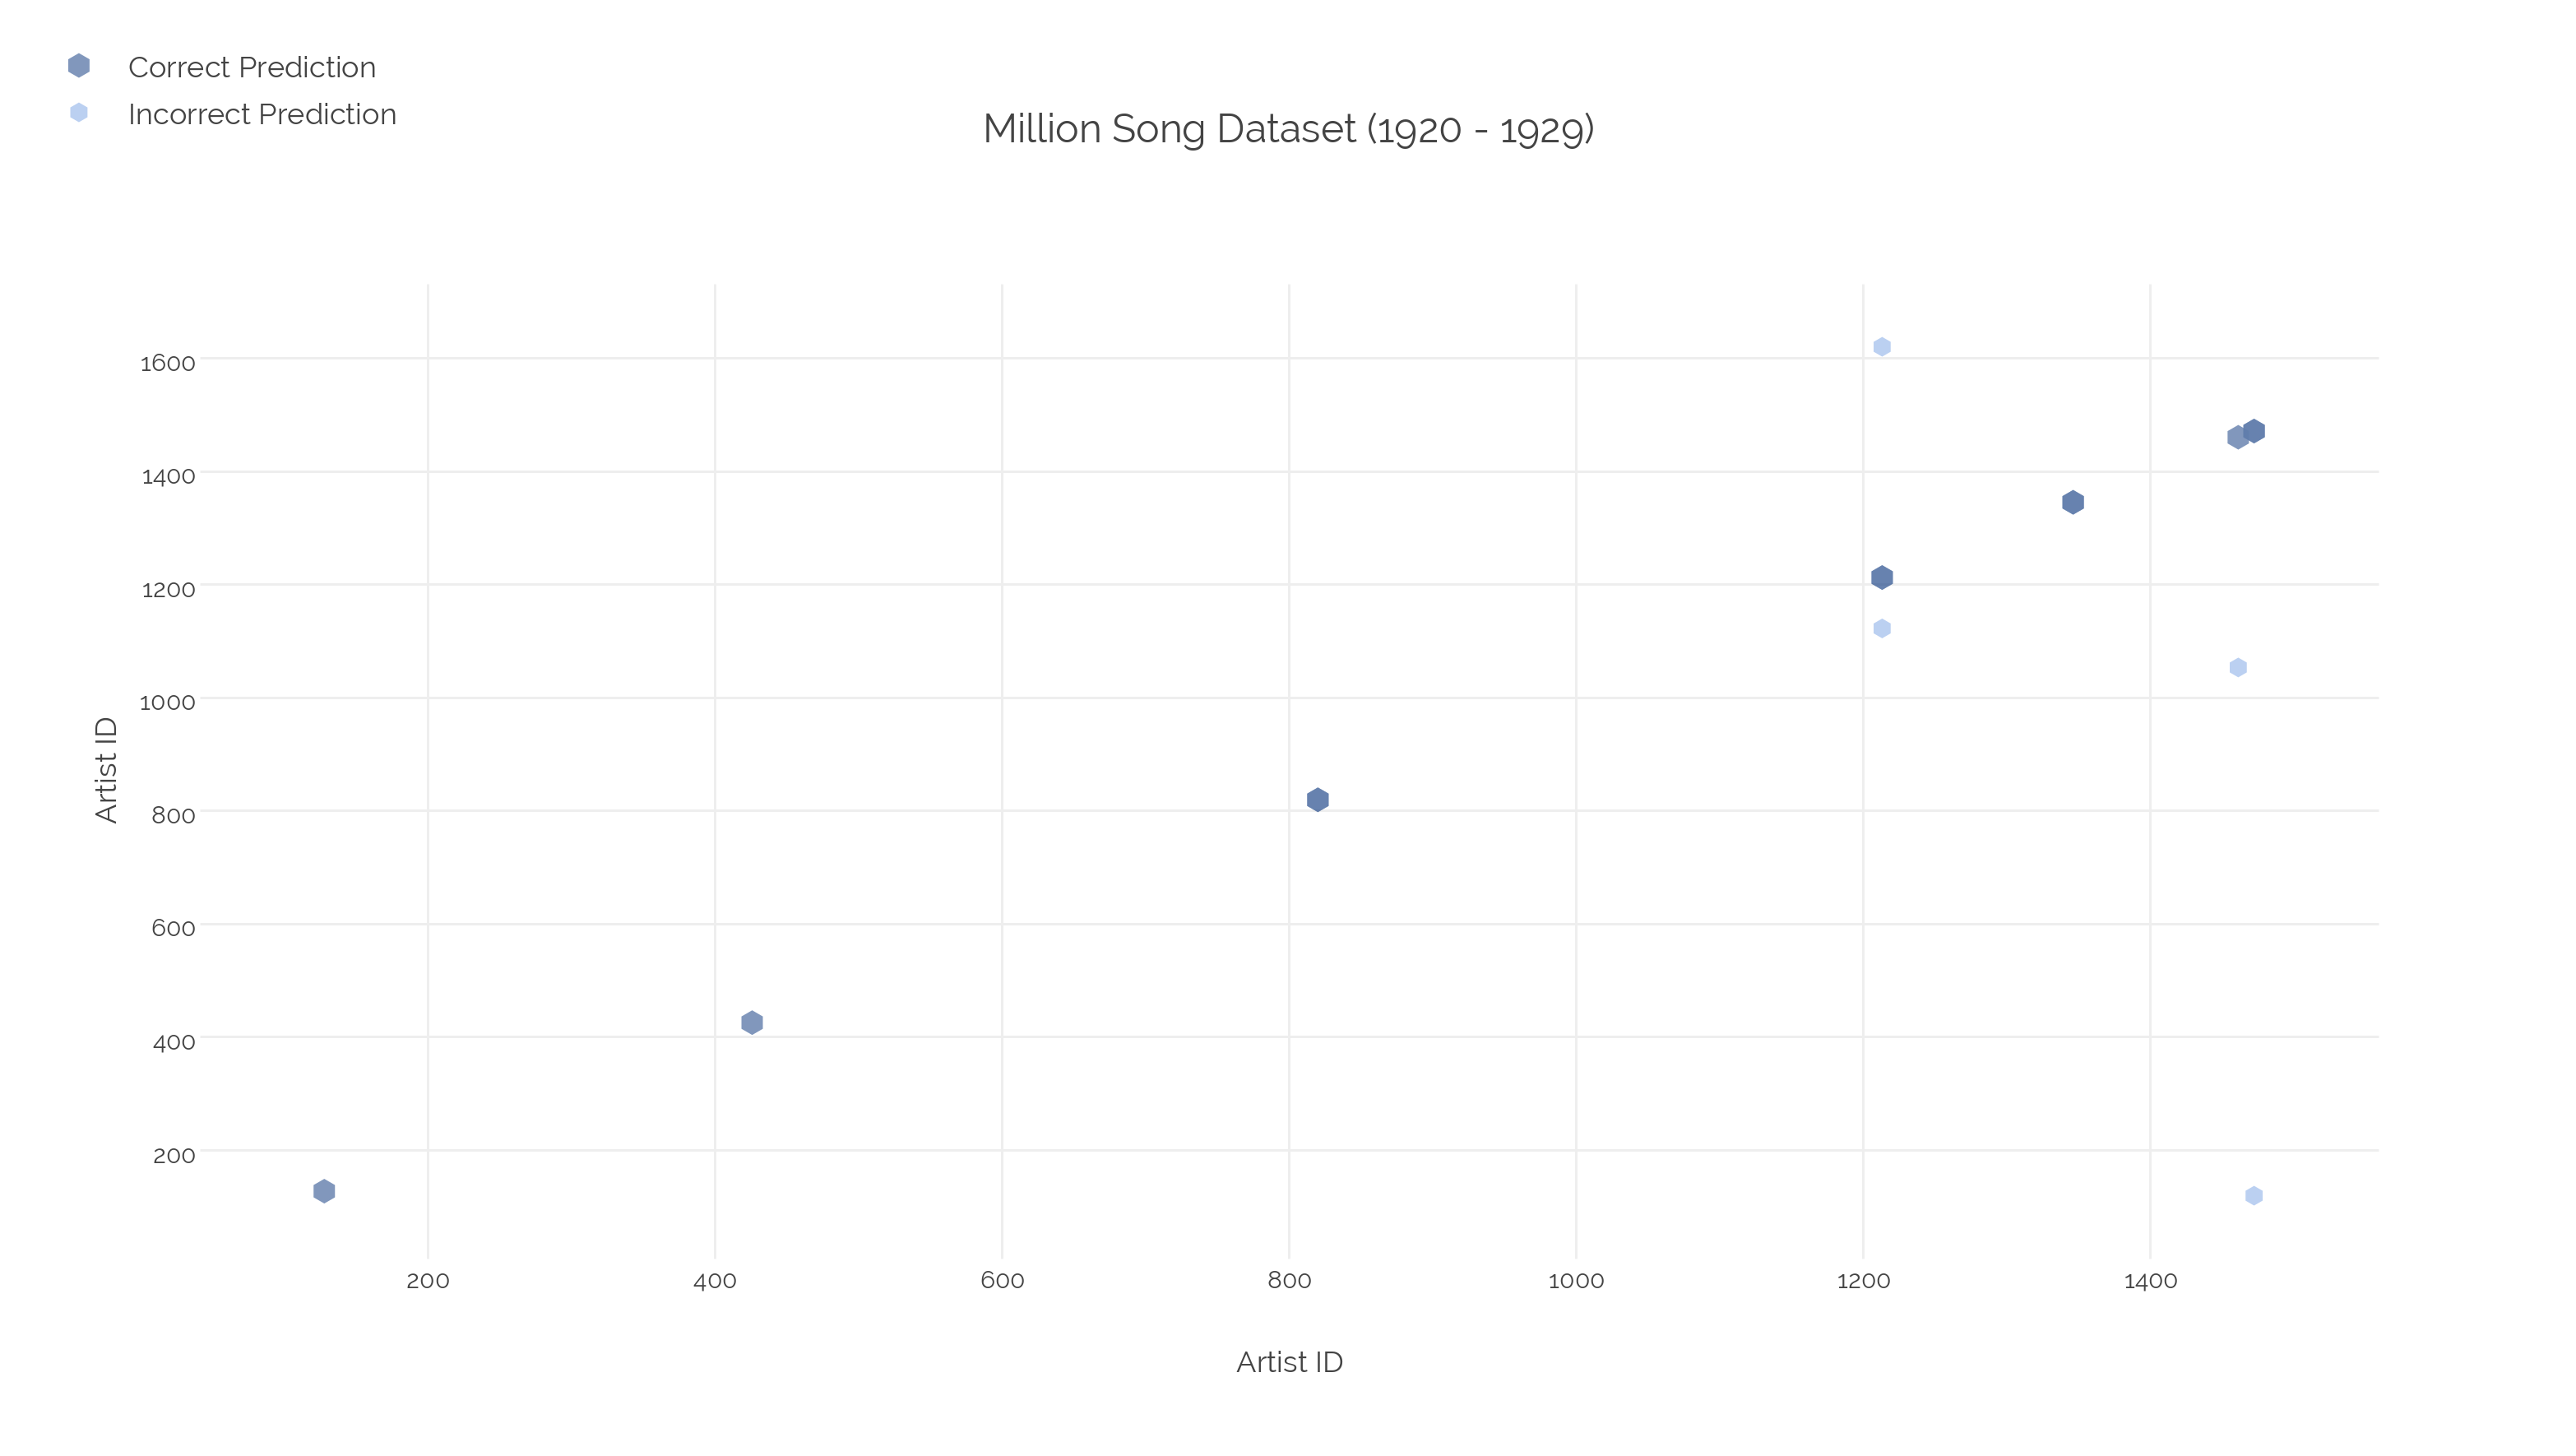 Correct Prediction
Incorrect Prediction
Million Song Dataset (1920 - 1929)
1600
1400
1200
1000
800
600
400
200
Artist ID
200 400 600 800 1000 1200 1400
Artist ID